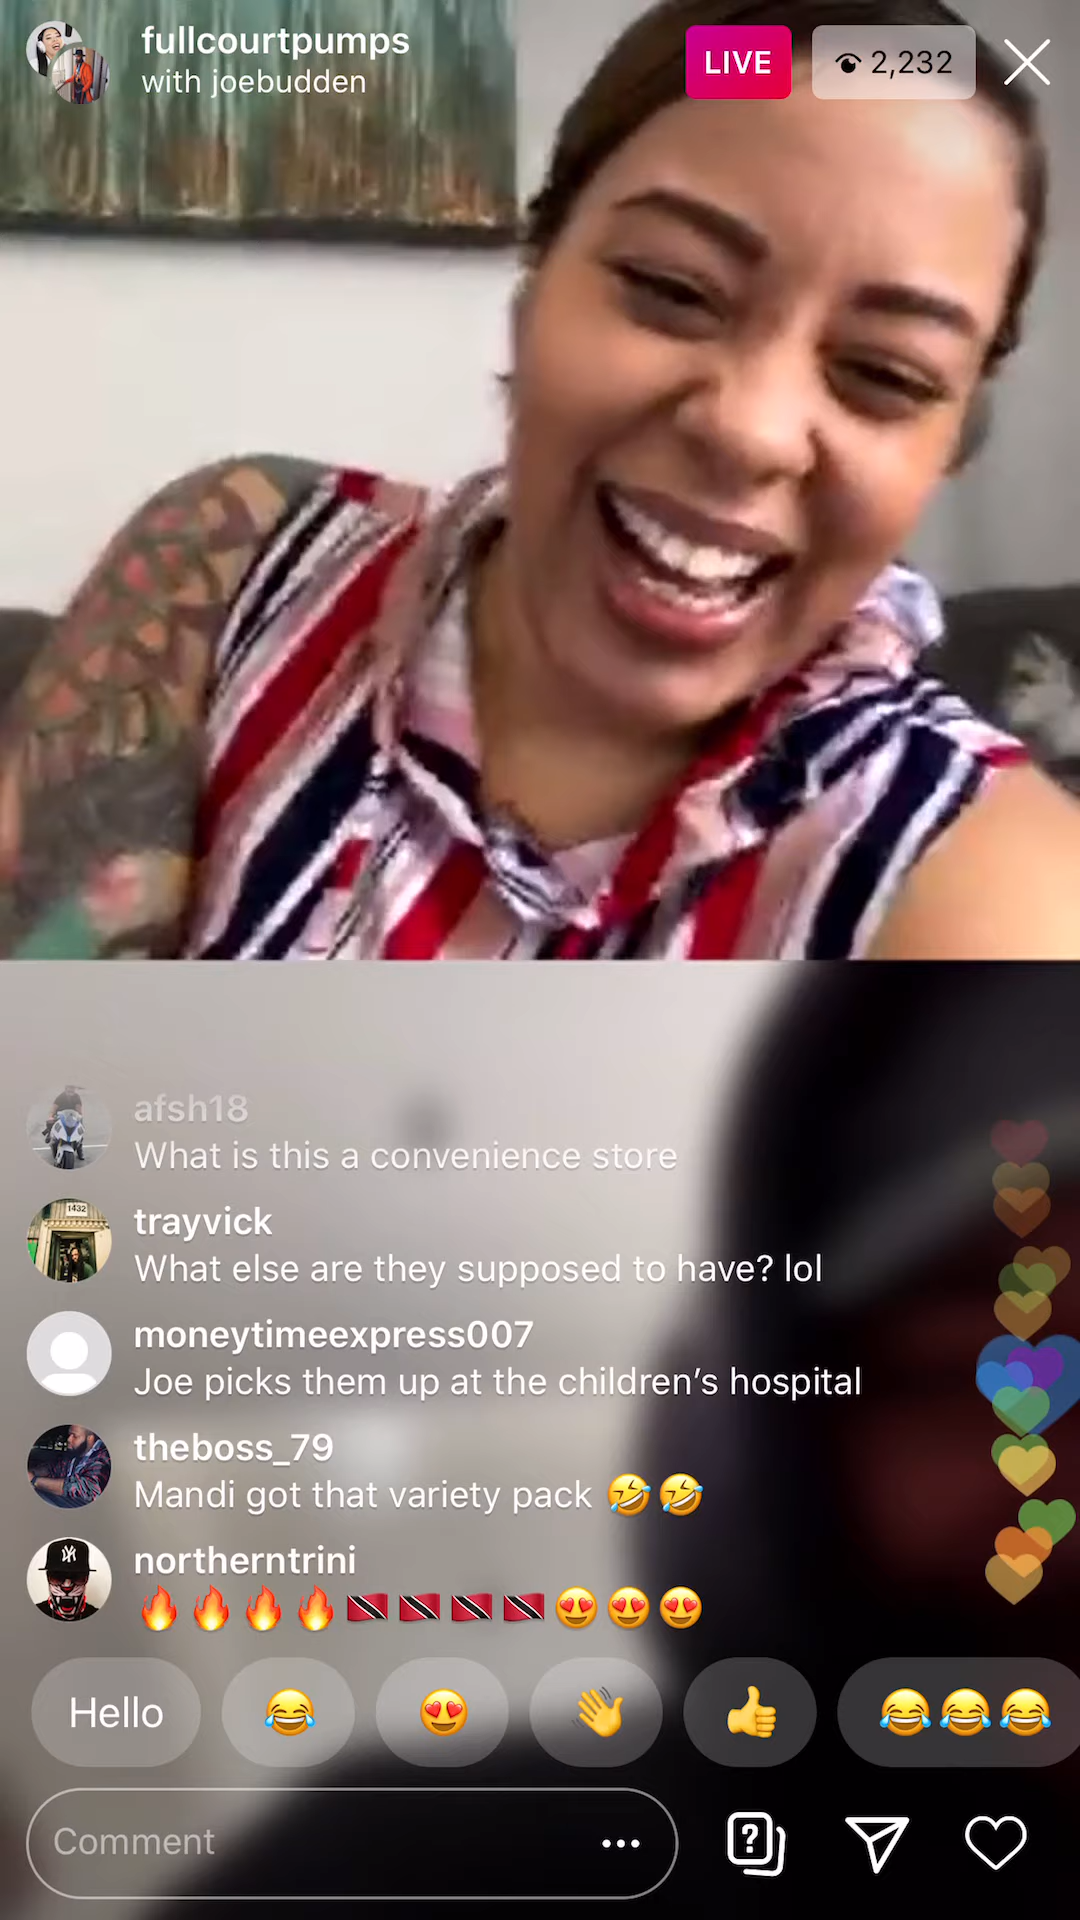 fullcourtpumps
with joebudden
LIVE
2,232
afsh18
What is this a convenience store
1432
trayvick
What else are they supposed to have? lol
moneytimeexpress007
Joe picks them up at the children’s hospital
theboss_79
Mandi got that variety pack 🤣🤣
northerntrini
🔥🔥🔥🔥🇹🇹🇹🇹🇹🇹🇹🇹😍😍😍
Hello 😂 😍 👋 👍 😂😂😂
Comment